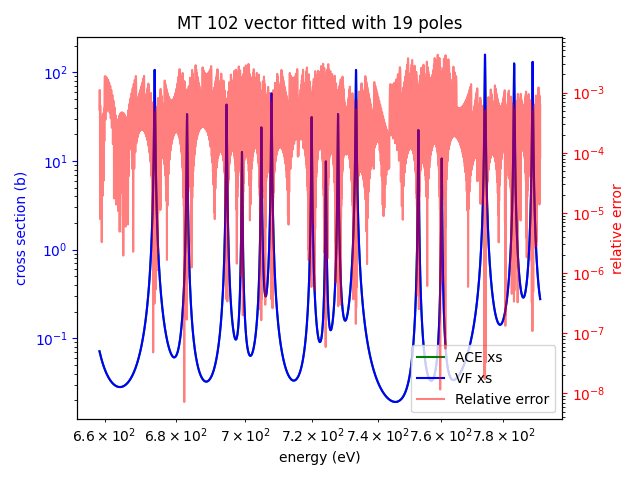 MT 102 vector fitted with 19 poles
10²
10¹
10⁰
10⁻¹
cross section (b)
10⁻³
10⁻⁴
10⁻⁵
10⁻⁶
10⁻⁷
10⁻⁸
relative error
ACE xs
VF xs
Relative error
6.6 × 10² 6.8 × 10² 7 × 10² 7.2 × 10² 7.4 × 10² 7.6 × 10² 7.8 × 10²
energy (eV)